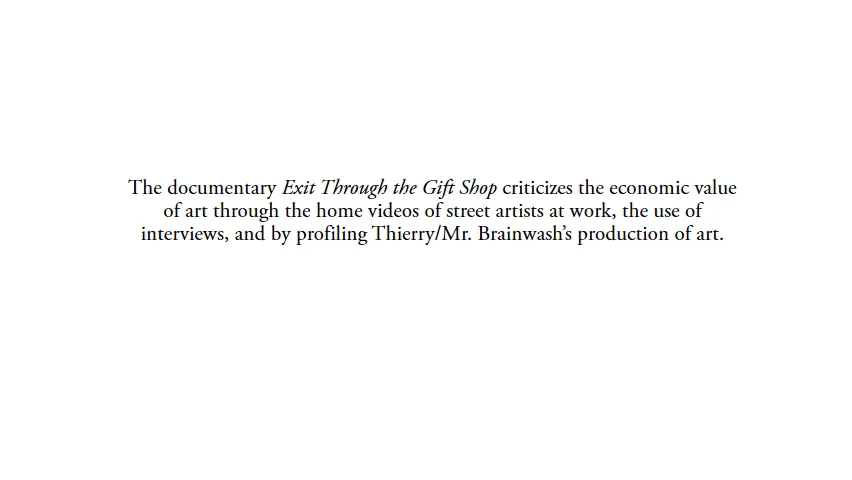 The documentary Exit Through the Gift Shop criticizes the economic value
of art through the home videos of street artists at work, the use of
interviews, and by profiling Thierry/Mr. Brainwash’s production of art.